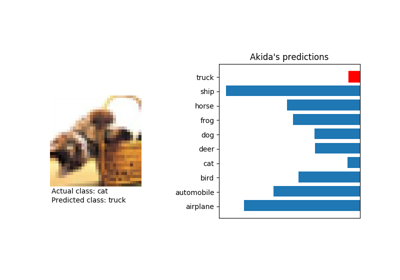 Akida's predictions
truck
ship
horse
frog
dog
deer
cat
bird
automobile
airplane
Actual class: cat
Predicted class: truck